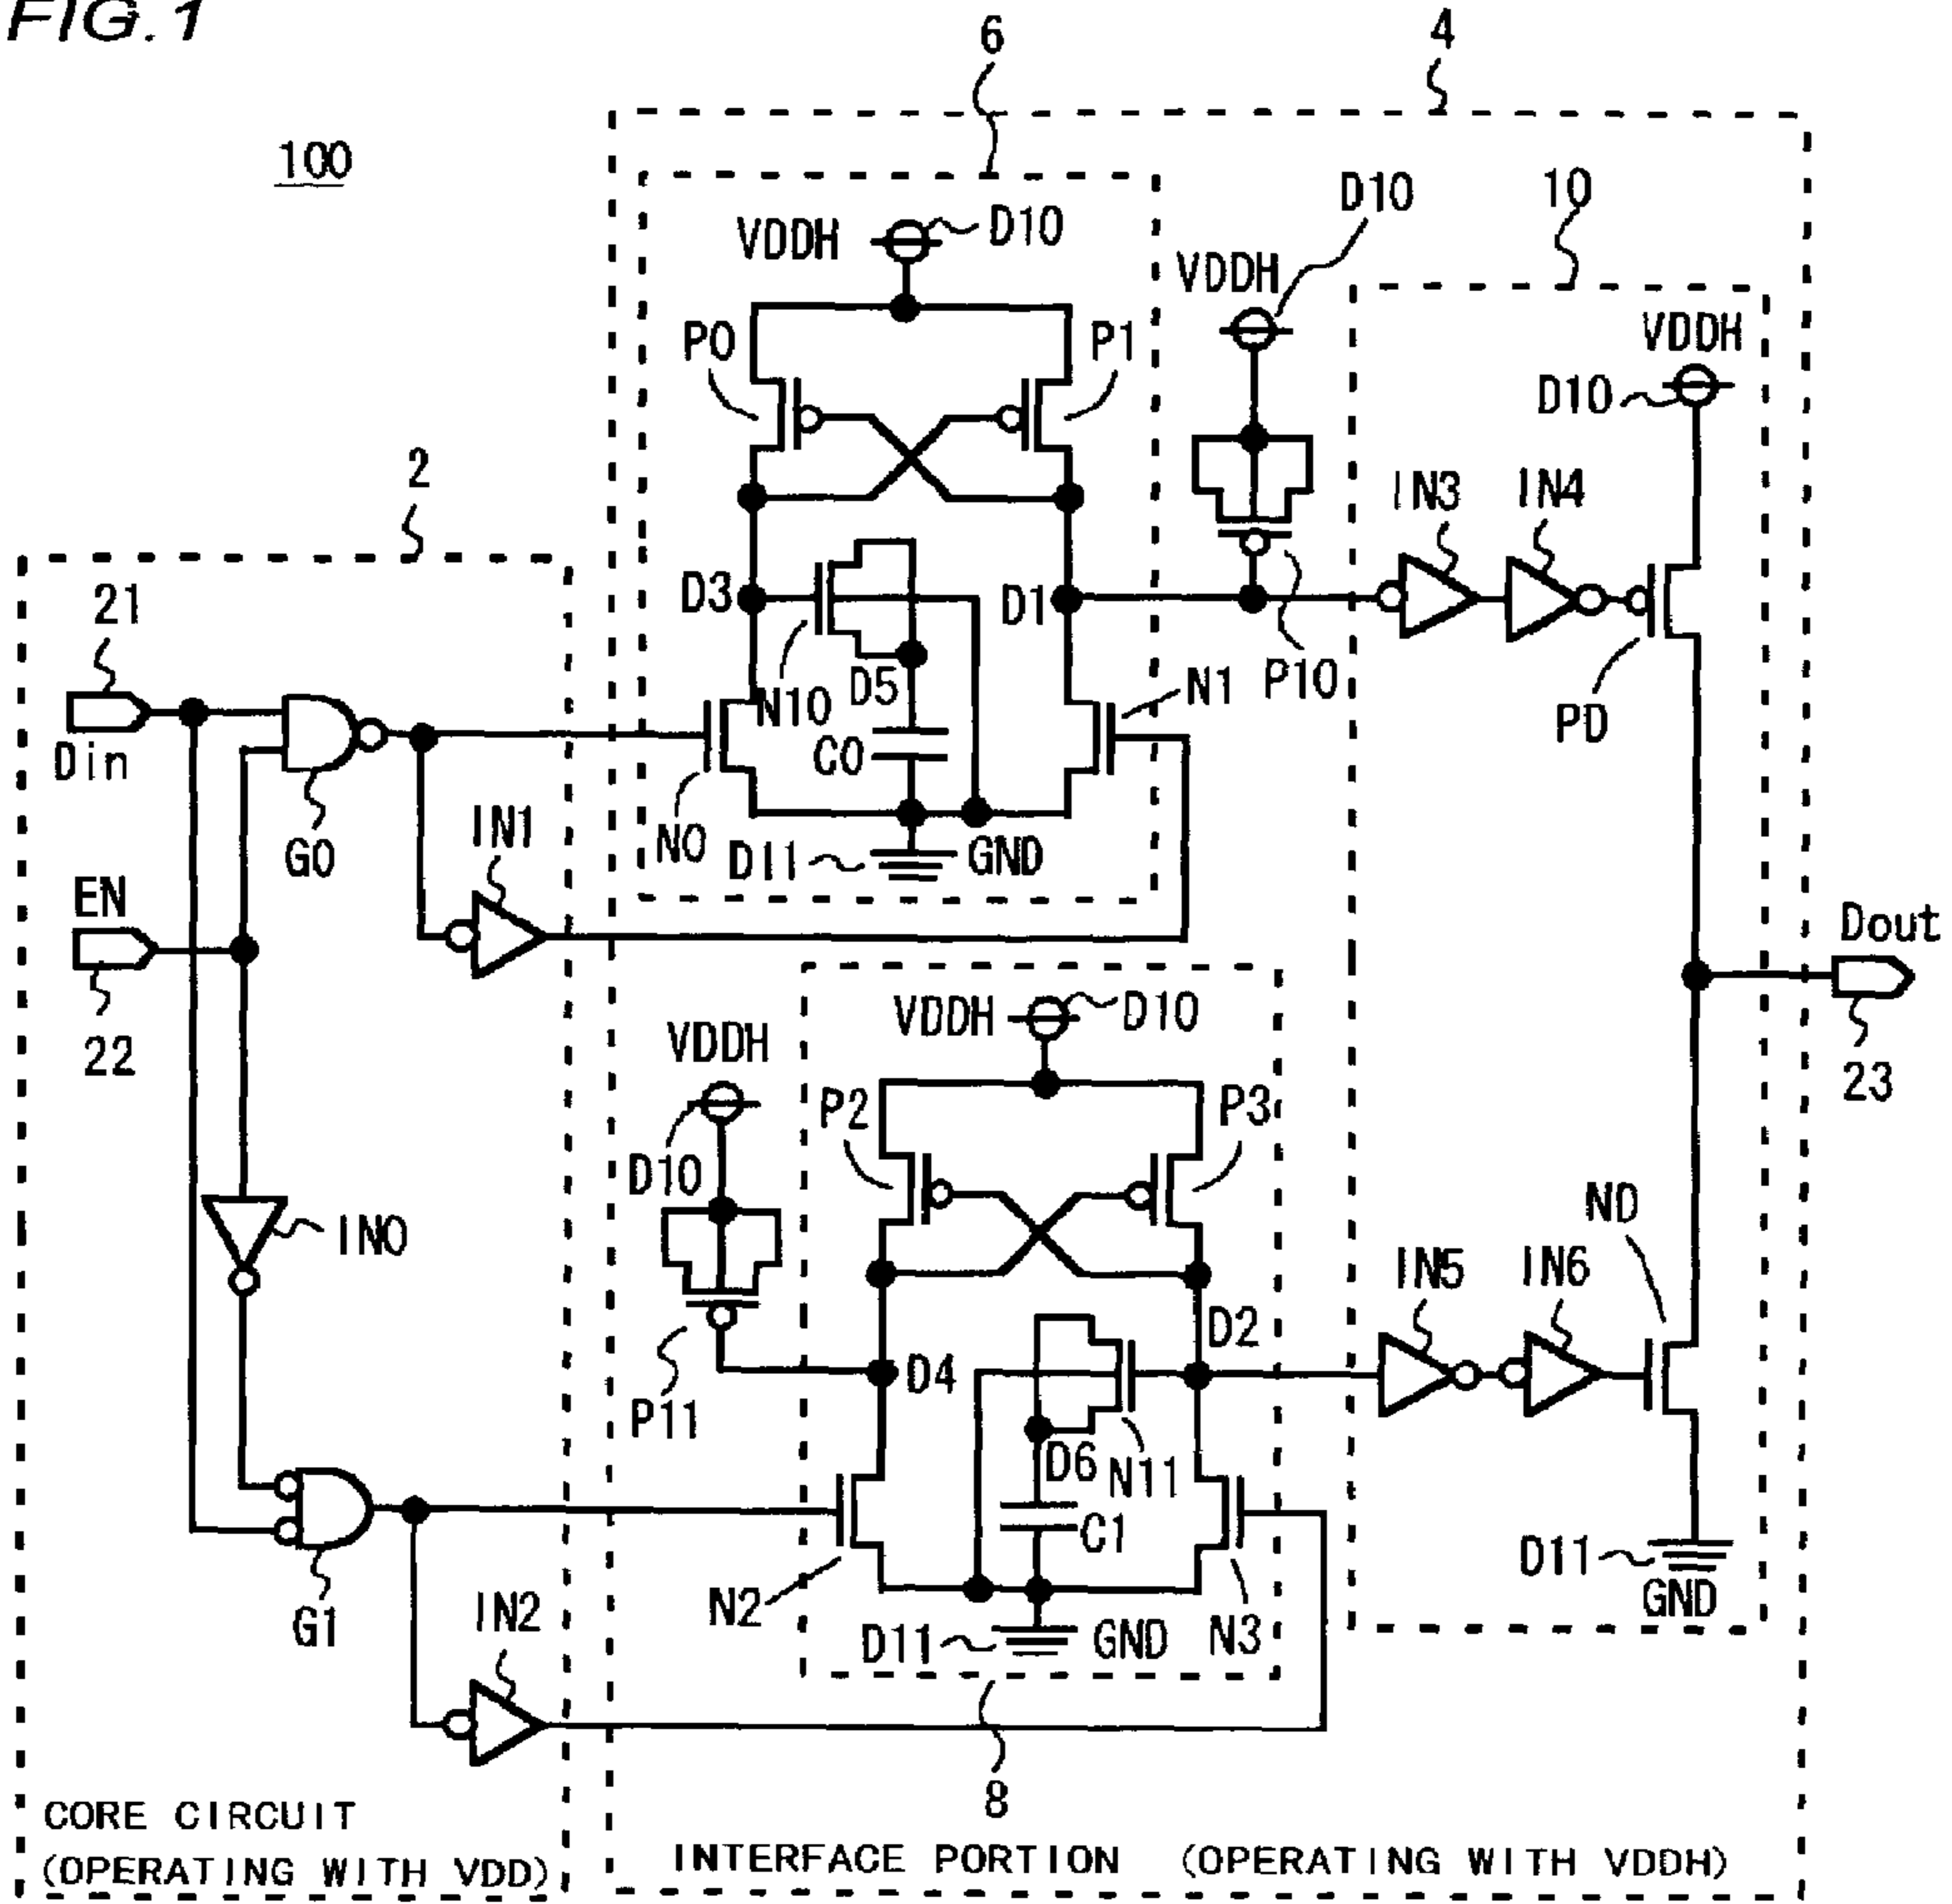 FIG. 1
6
4
100
D10
10
VDDH
D10
VDDH
VDDH
P0
P1
D10
2
IN3
IN4
21
D3
D1
P10
N1
N10
D5
PD
Din
C0
IN1
N0
G0
D11
GND
EN
Dout
22
VDDH
D10
VDDH
23
P2
P3
D10
IN0
ND
IN5
IN6
D2
D4
P11
D6
N11
C1
D11
N2
G1
IN2
GND
D11
GND
N3
8
CORE CIRCUIT
(OPERATING WITH VDD)
INTERFACE PORTION (OPERATING WITH VDDH)